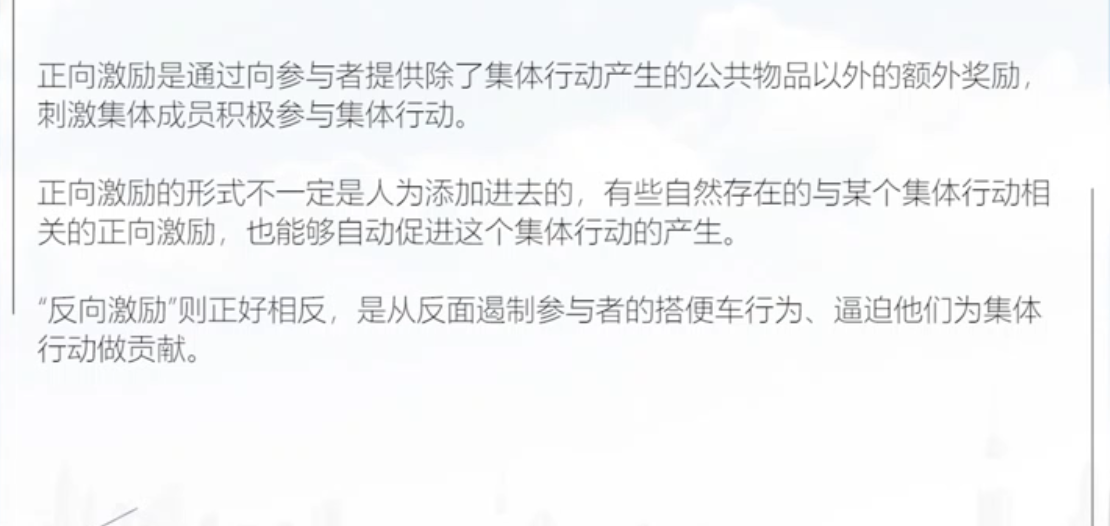 正向激励是通过向参与者提供除了集体行动产生的公共物品以外的额外奖励，
刺激集体成员积极参与集体行动。
正向激励的形式不一定是人为添加进去的，有些自然存在的与某个集体行动相
关的正向激励，也能够自动促进这个集体行动的产生。
“反向激励”则正好相反，是从反面遏制参与者的搭便车行为、逼迫他们为集体
行动做贡献。